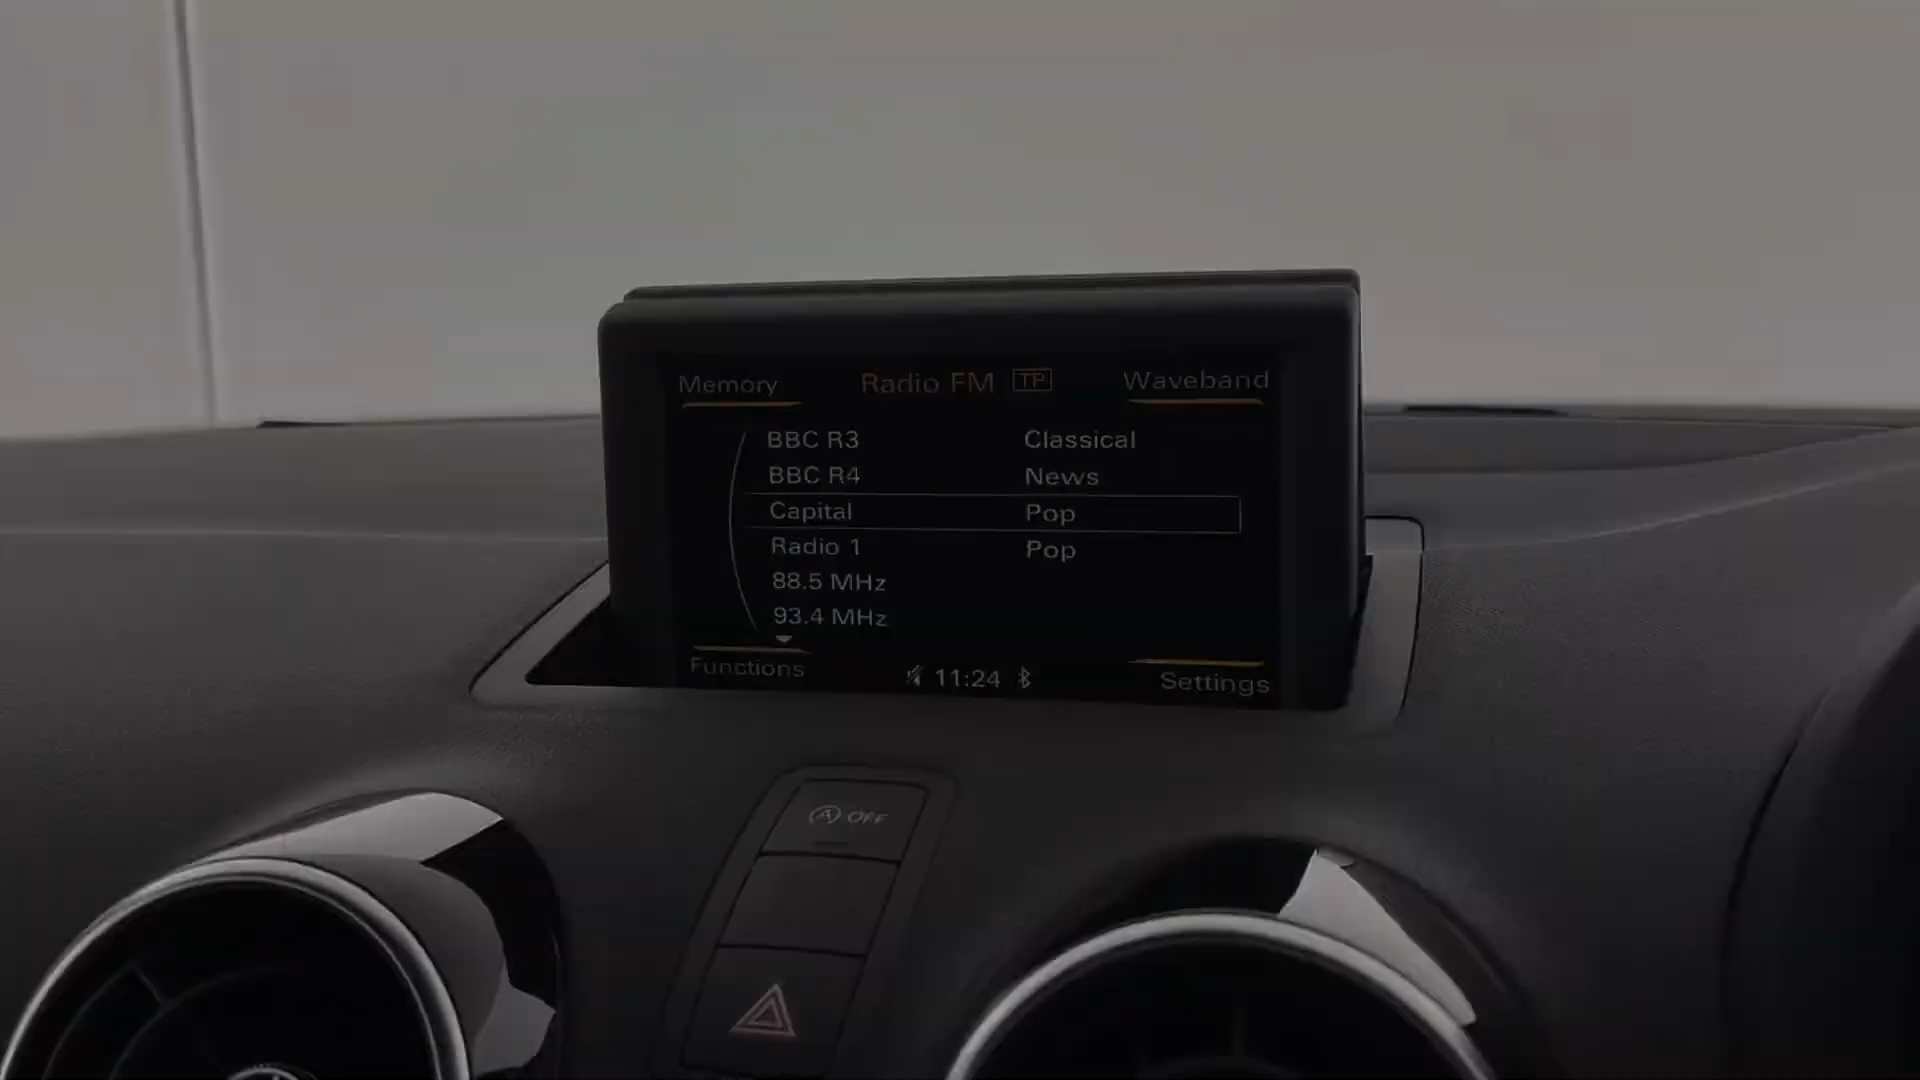 Memory Radio FM TP Waveband
BBC R3 Classical
BBC R4 News
Capital Pop
Radio 1 Pop
88.5 MHz
93.4 MHz
Functions 11:24 Settings
A OFF